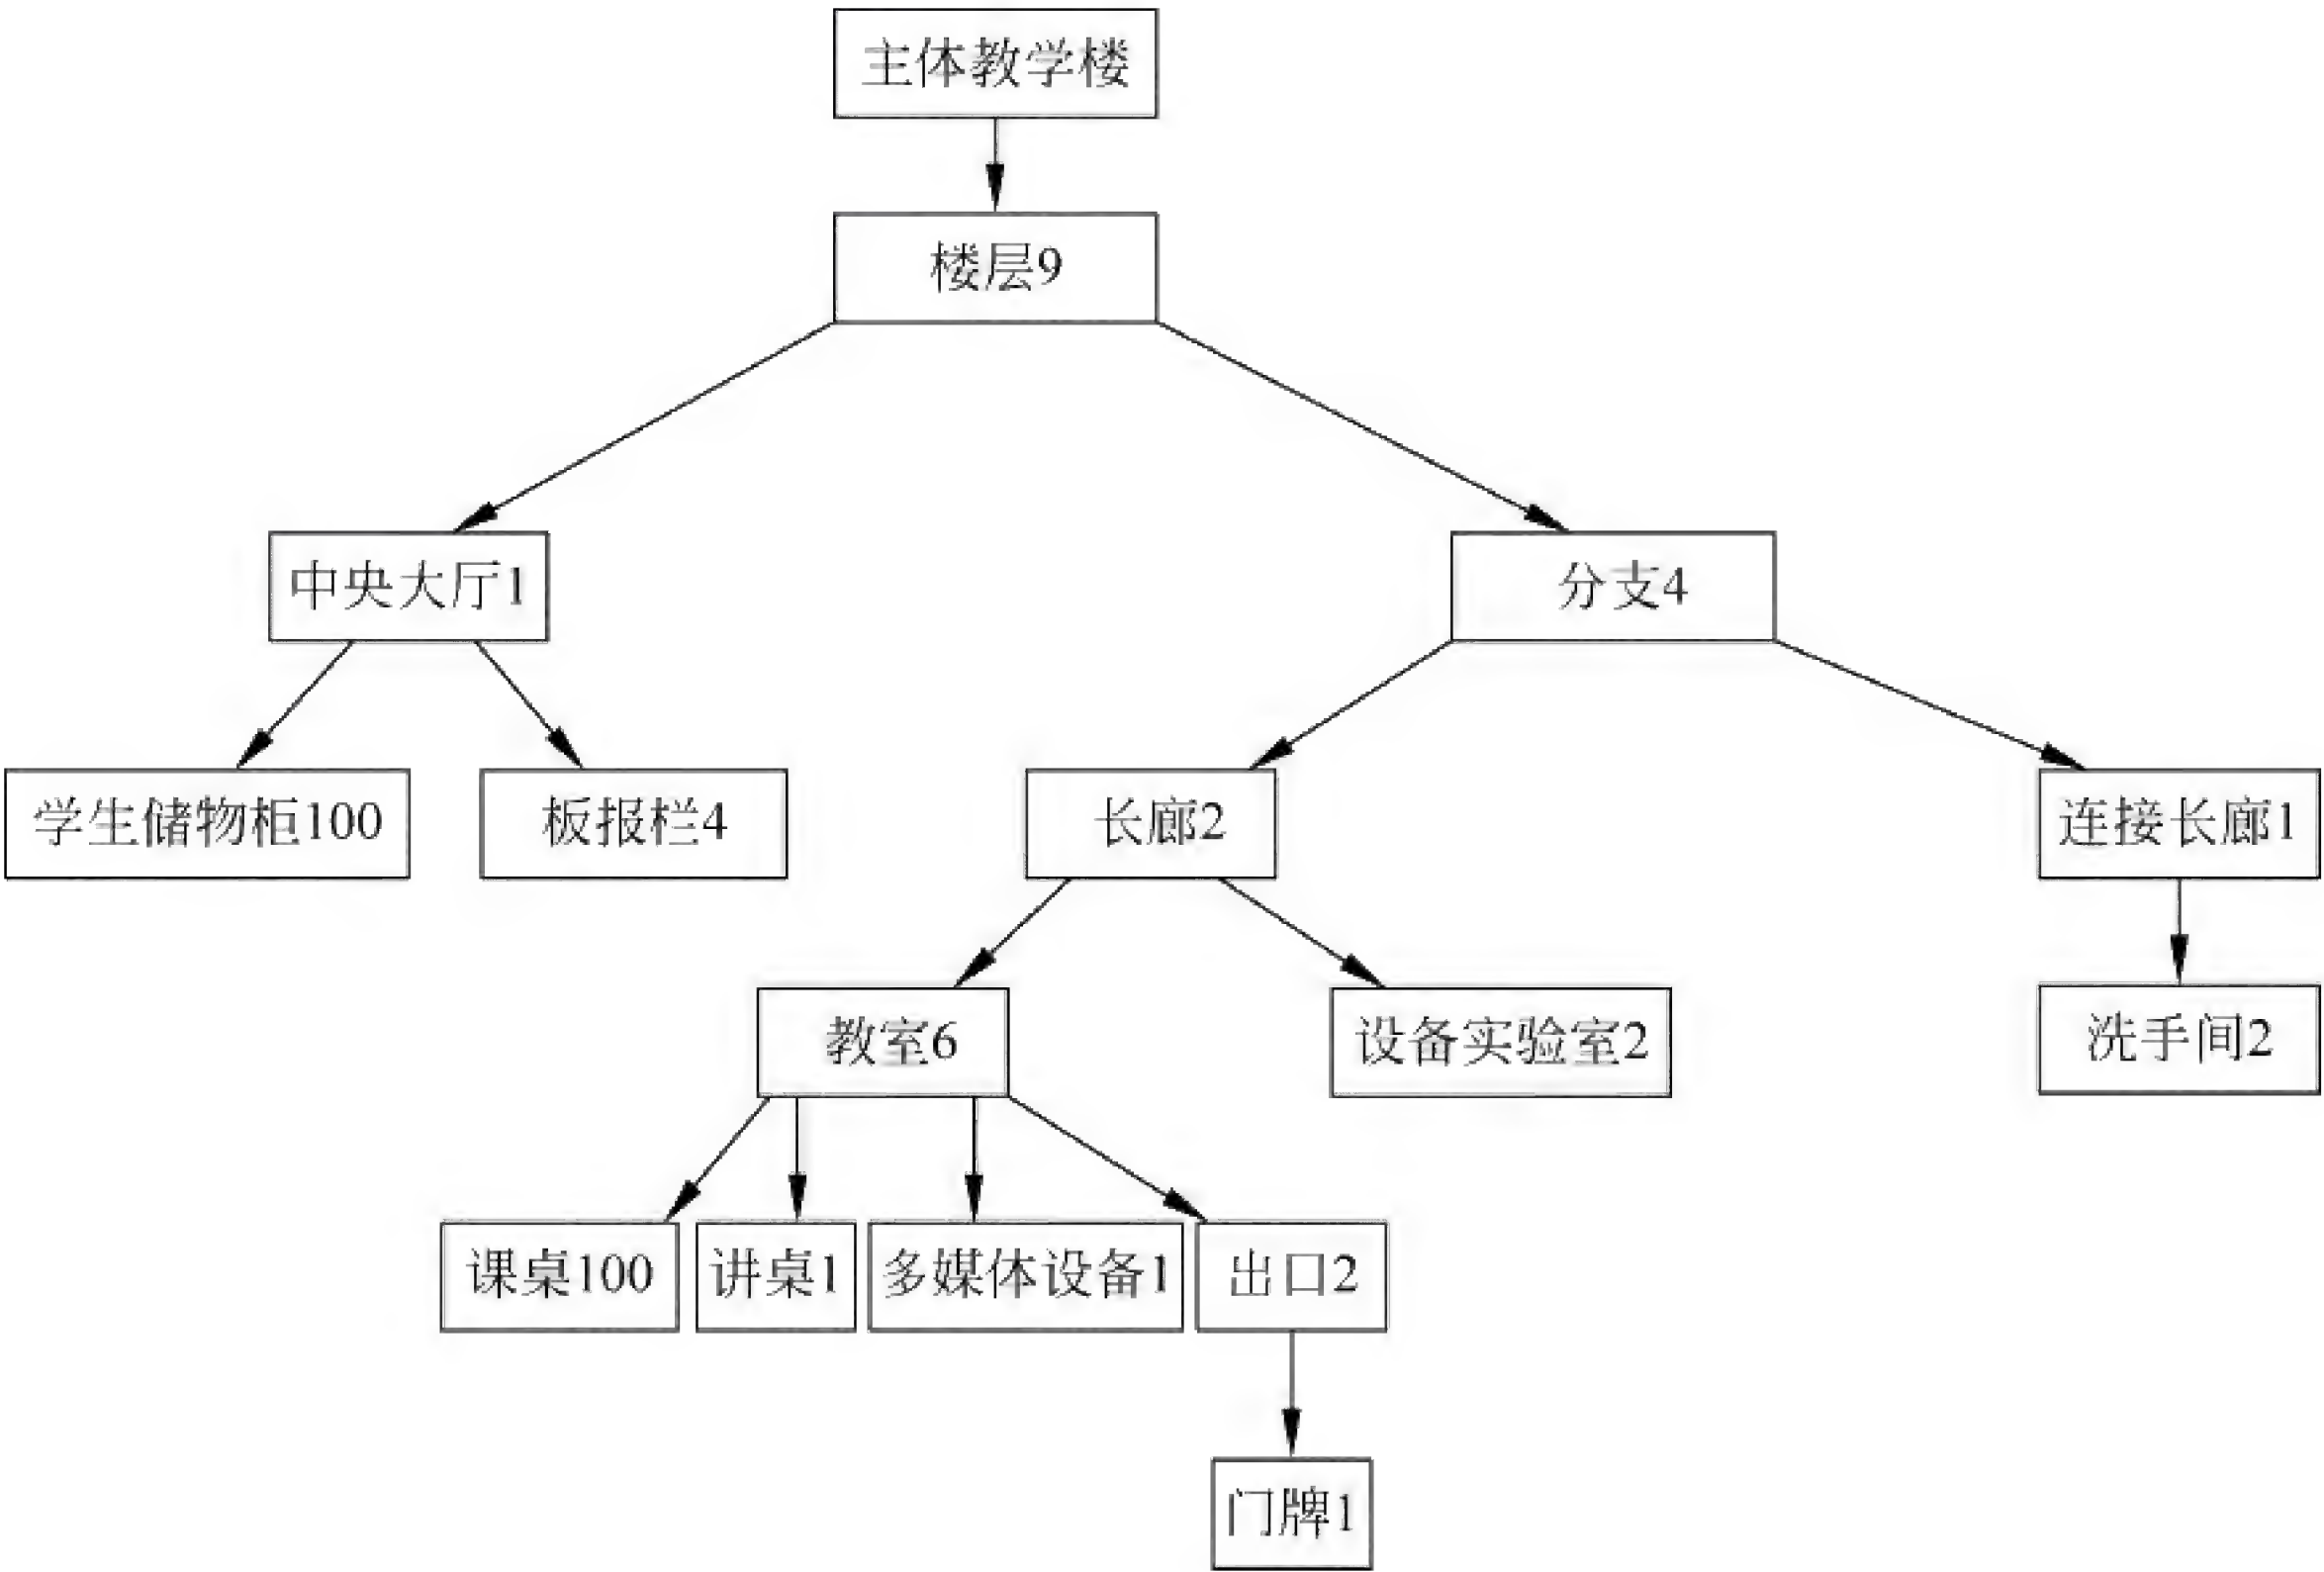 主体教学楼
楼层9
中央大厅1
分支4
学生储物柜100
板报栏4
长廊2
连接长廊1
教室6
设备实验室2
洗手间2
课桌100
讲桌1
多媒体设备1
出口2
门牌1